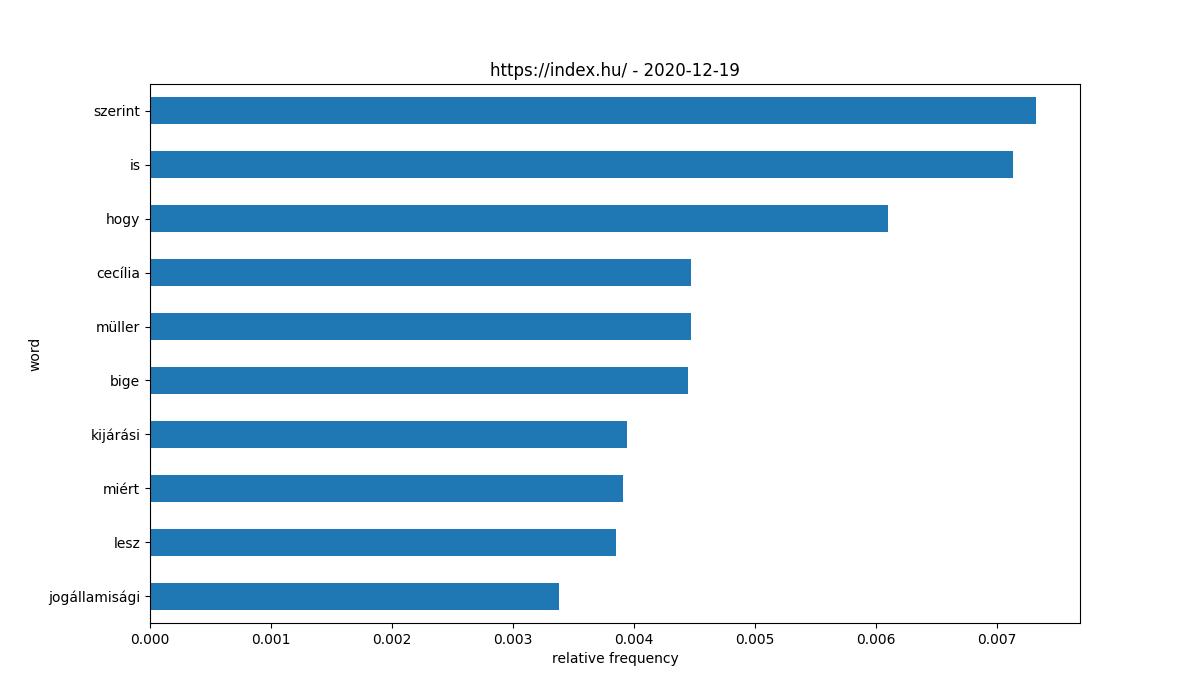 https://index.hu/ - 2020-12-19
szerint
is
hogy
cecília
müller
bige
kijárási
miért
lesz
jogállamisági
word
0.000 0.001 0.002 0.003 0.004 0.005 0.006 0.007
relative frequency